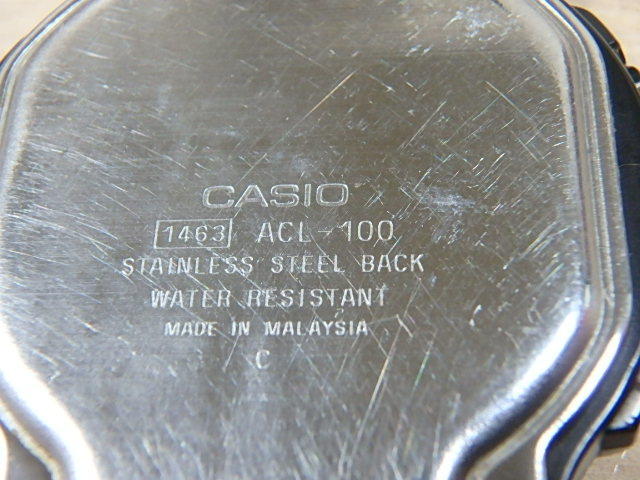 CASIO
1463 ACL-100
STAINLESS STEEL BACK
WATER RESISTANT
MADE IN MALAYSIA
C